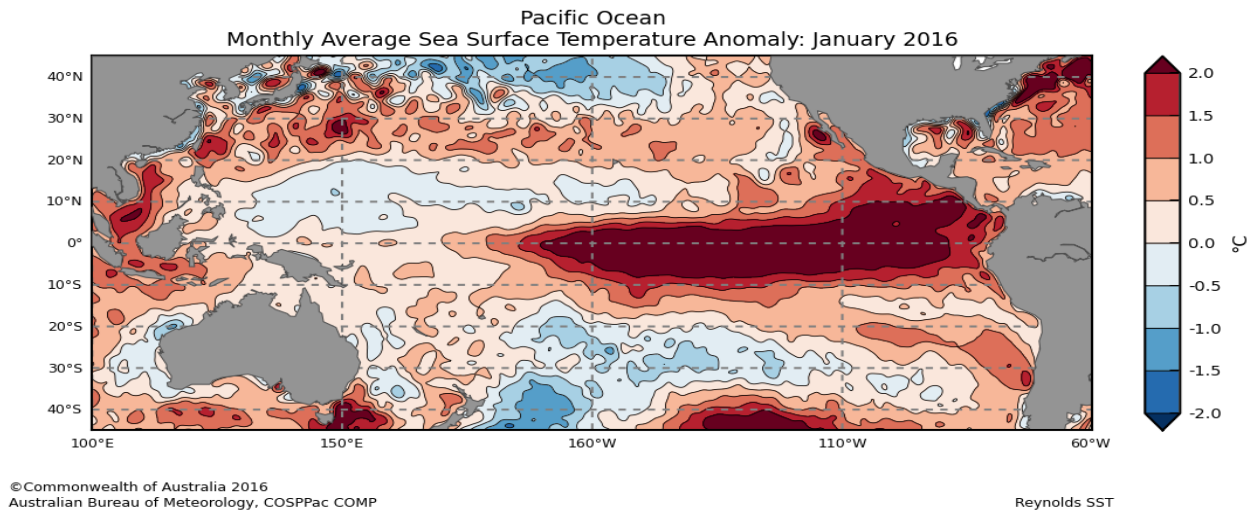 Pacific Ocean
Monthly Average Sea Surface Temperature Anomaly: January 2016
40°N
30°N
20°N
10°N
0°
10°S
20°S
30°S
40°S
100°E 150°E 160°W 110°W 60°W
2.0
1.5
1.0
0.5
0.0
-0.5
-1.0
-1.5
-2.0
°C
©Commonwealth of Australia 2016
Australian Bureau of Meteorology, COSPPac COMP
Reynolds SST